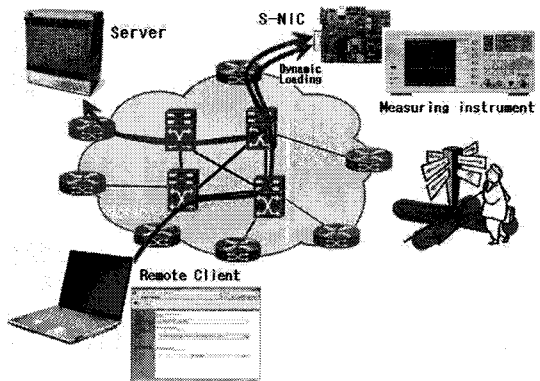 Server
S-NIC
Dynamic
Loading
Measuring instrument
Remote Client